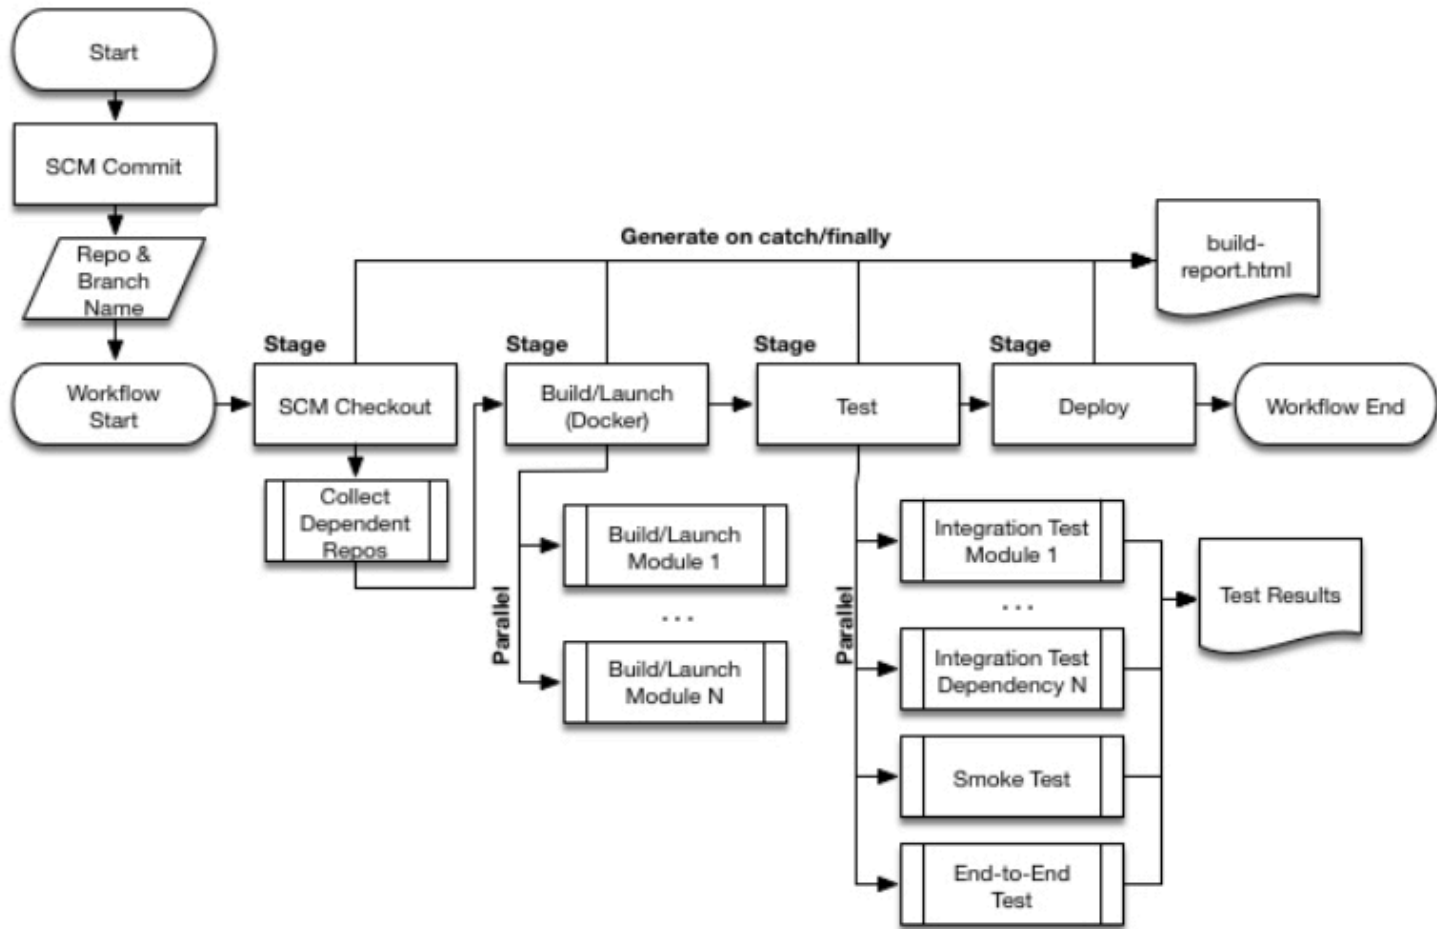 Start
SCM Commit
Repo &
Branch
Name
Workflow
Start
Generate on catch/finally
build-
report.html
Stage
SCM Checkout
Collect
Dependent
Repos
Stage
Build/Launch
(Docker)
Parallel
Build/Launch
Module 1
...
Build/Launch
Module N
Stage
Test
Parallel
Integration Test
Module 1
...
Integration Test
Dependency N
Smoke Test
End-to-End
Test
Test Results
Stage
Deploy
Workflow End